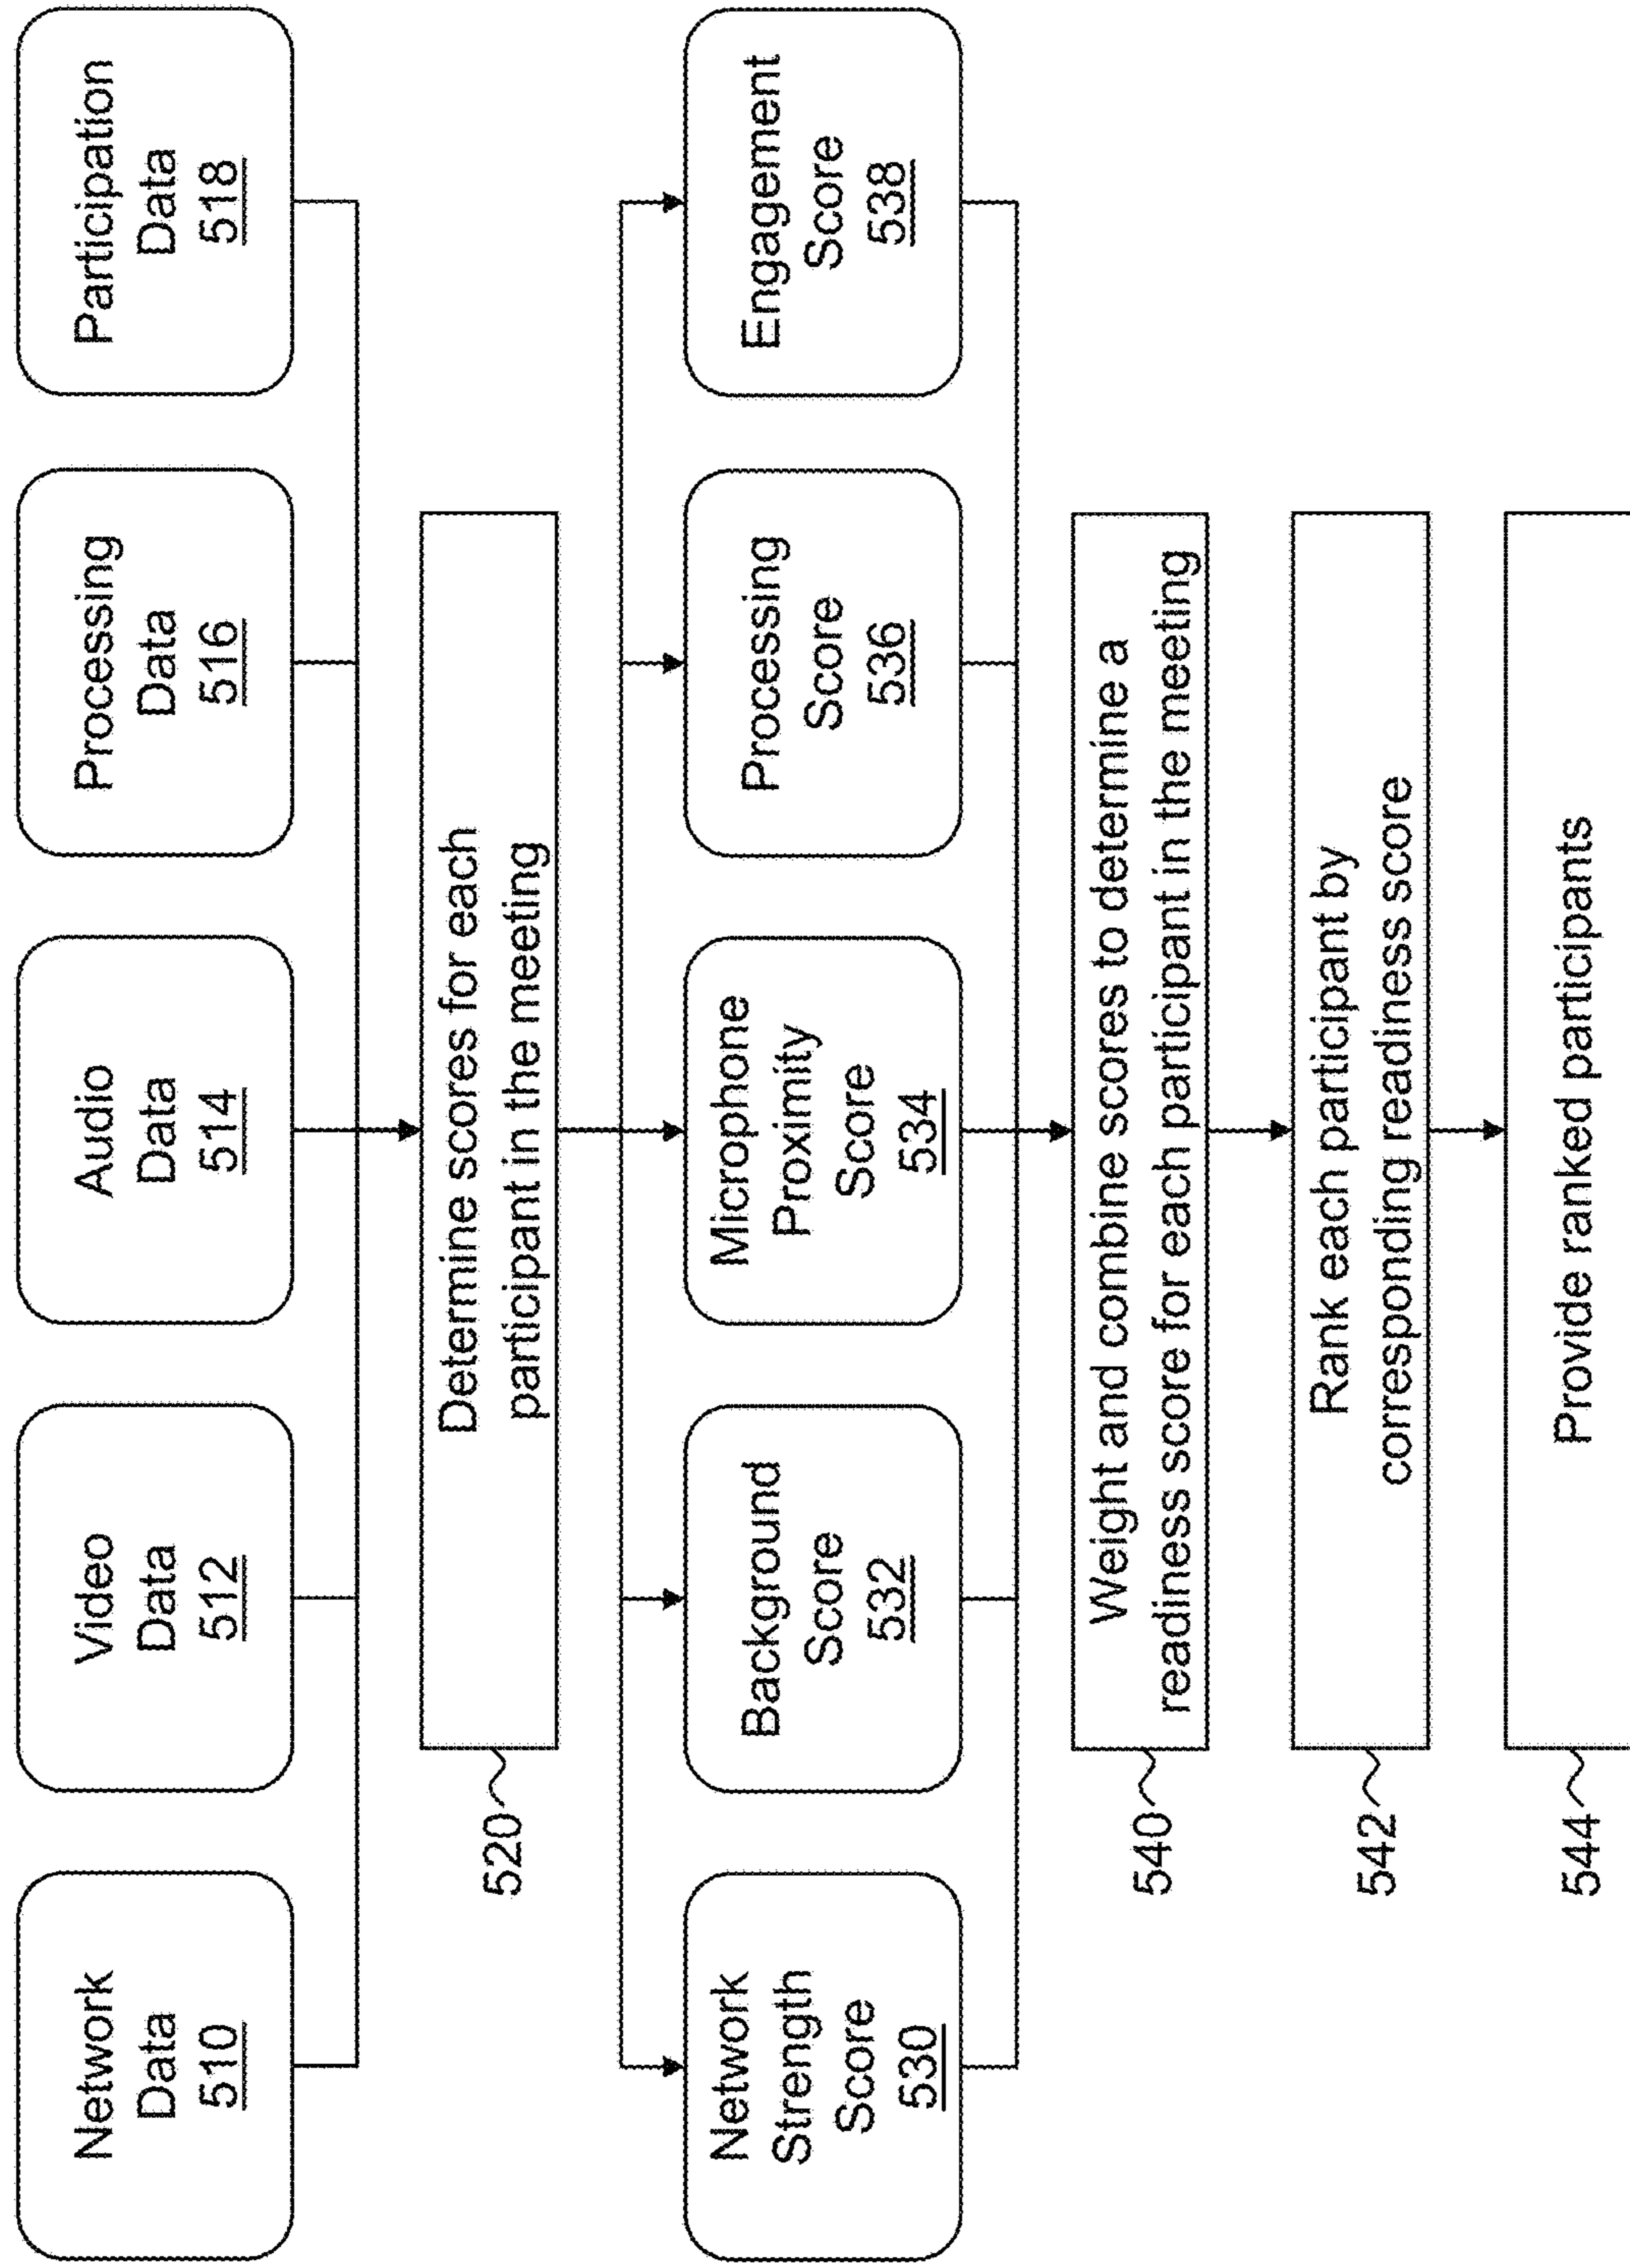 Network
Data
510
Video
Data
512
Audio
Data
514
Processing
Data
516
Participation
Data
518
520
Determine scores for each
participant in the meeting
Network
Strength
Score
530
Background
Score
532
Microphone
Proximity
Score
534
Processing
Score
536
Engagement
Score
538
540
Weight and combine scores to determine a
readiness score for each participant in the meeting
542
Rank each participant by
corresponding readiness score
544
Provide ranked participants